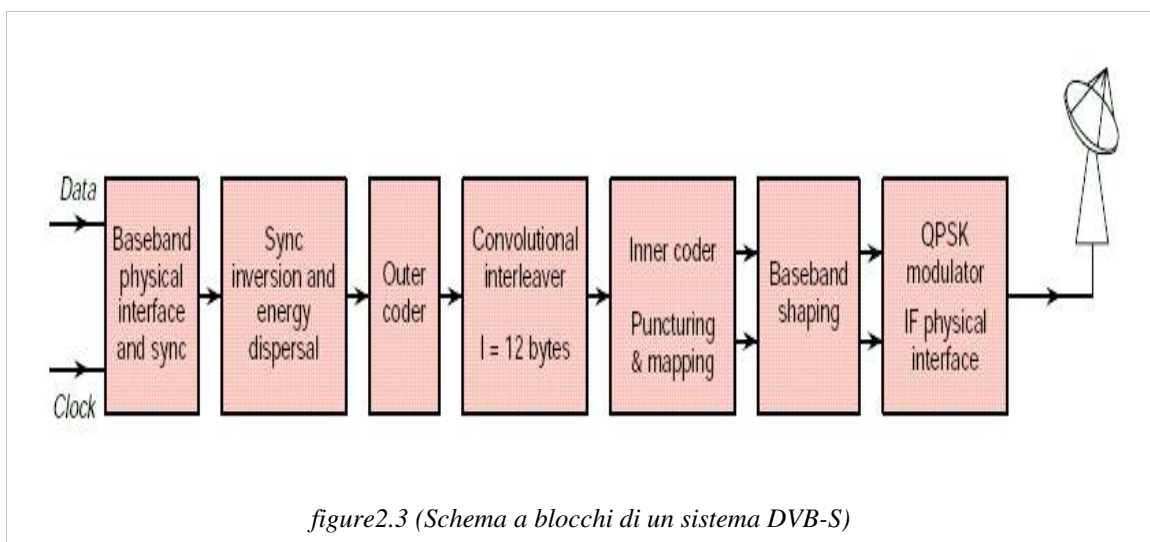 Data
Clock
Baseband
physical
interface
and sync
Sync
inversion and
energy
dispersal
Outer
coder
Convolutional
interleaver
I = 12 bytes
Inner coder
Puncturing
& mapping
Baseband
shaping
QPSK
modulator
IF physical
interface
figure2.3 (Schema a blocchi di un sistema DVB-S)